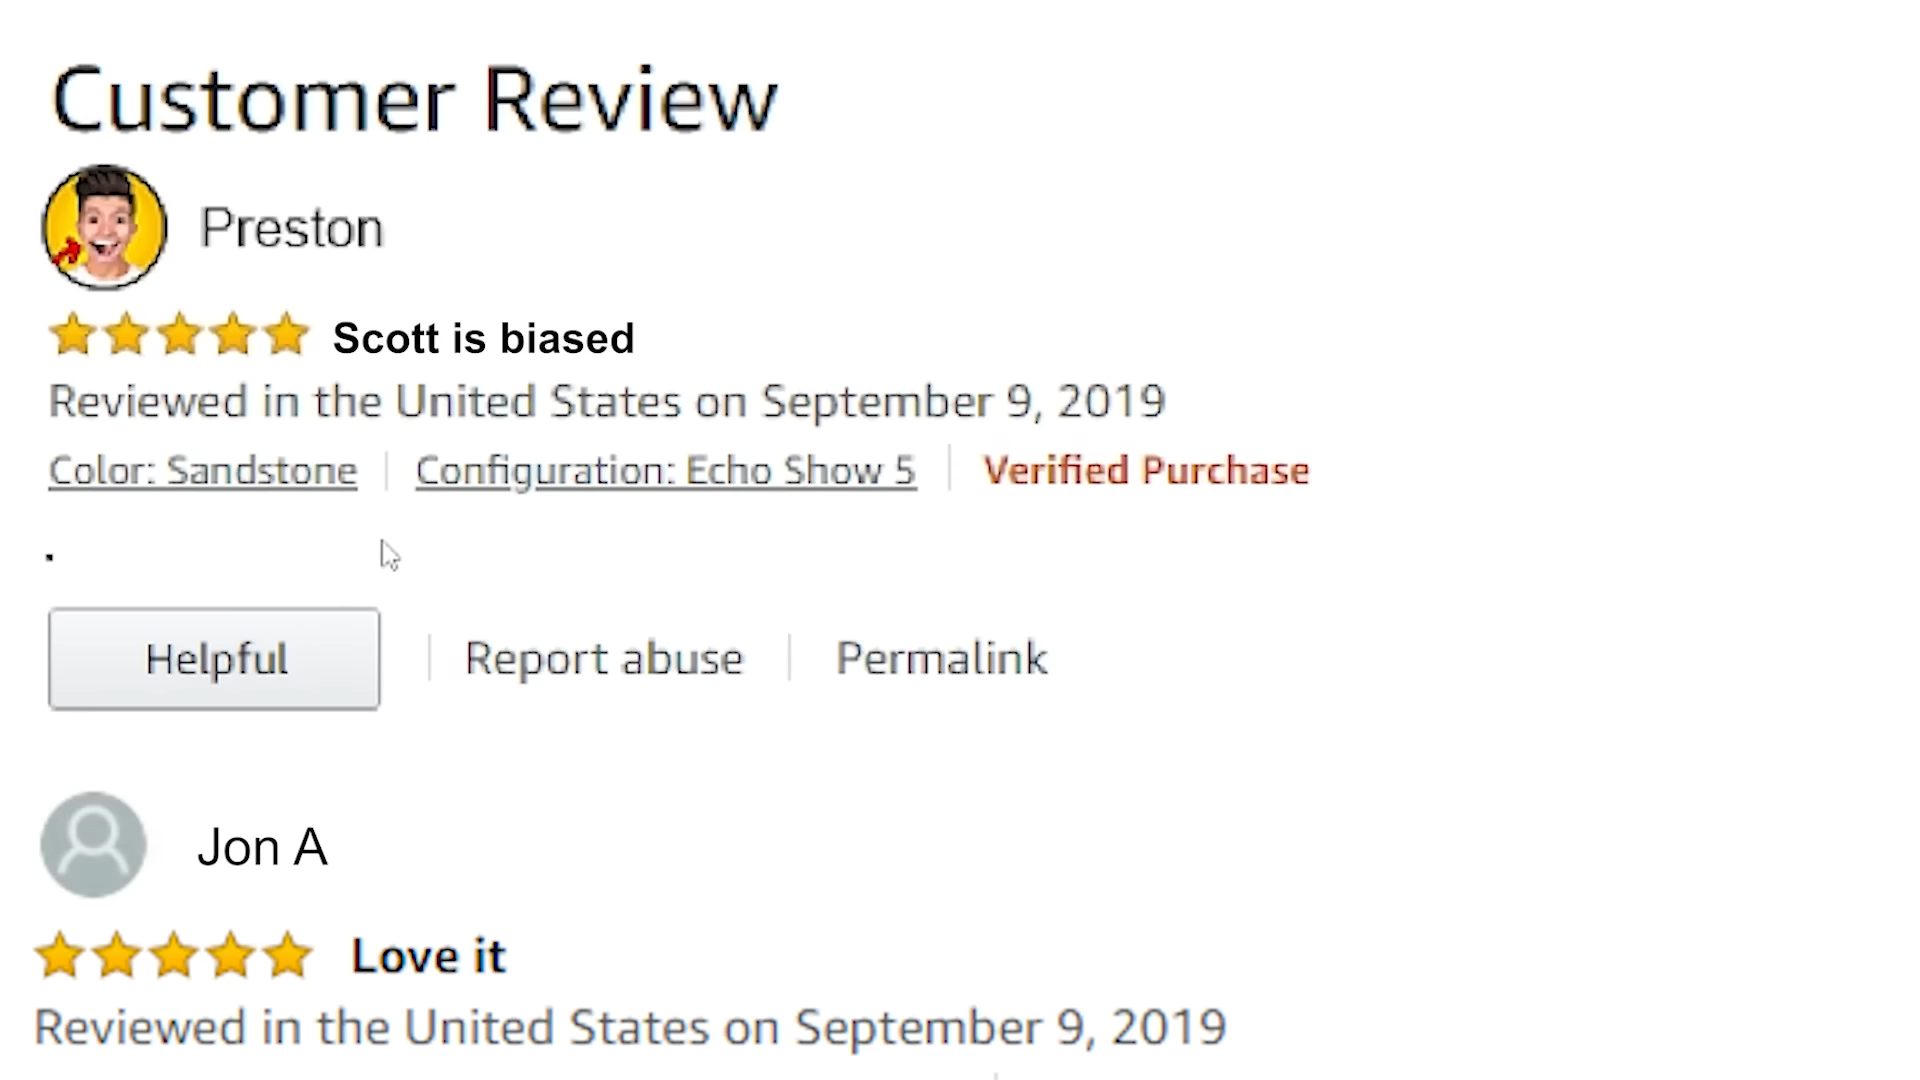 Customer Review
Preston
Scott is biased
Reviewed in the United States on September 9, 2019
Color: Sandstone | Configuration: Echo Show 5 | Verified Purchase
.
Helpful | Report abuse | Permalink
Jon A
Love it
Reviewed in the United States on September 9, 2019